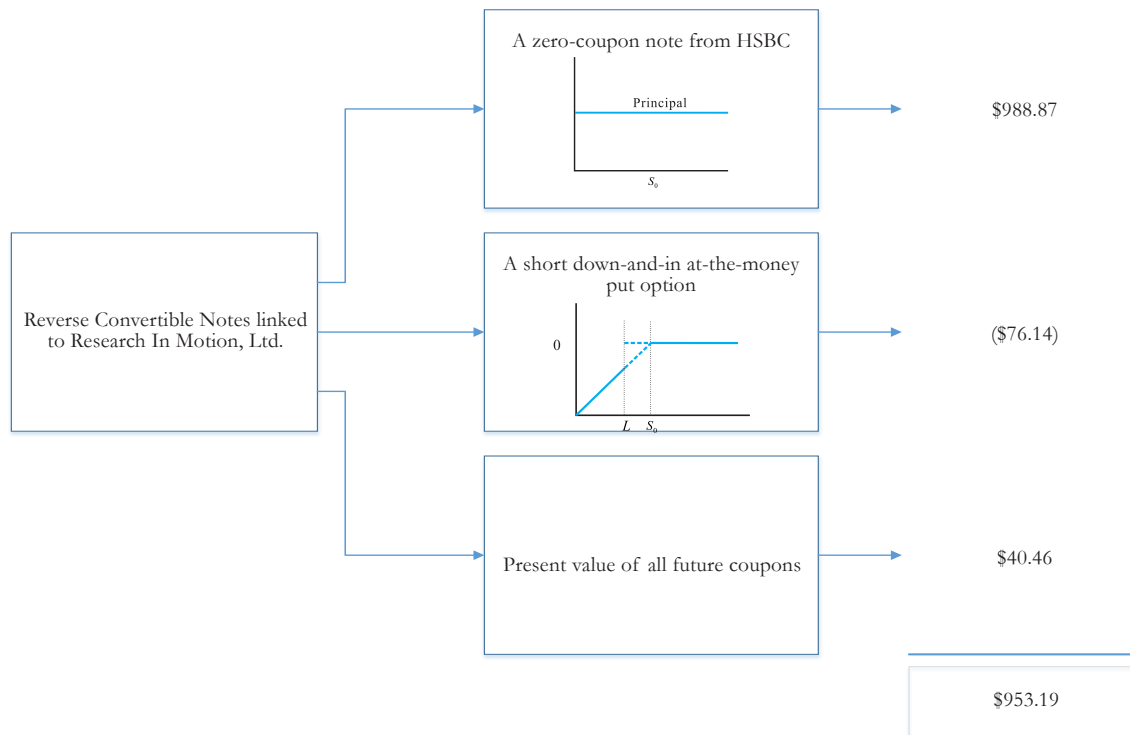 A zero-coupon note from HSBC
Principal
S₀
$988.87
Reverse Convertible Notes linked
to Research In Motion, Ltd.
A short down-and-in at-the-money
put option
0
L S₀
($76.14)
Present value of all future coupons
$40.46
$953.19